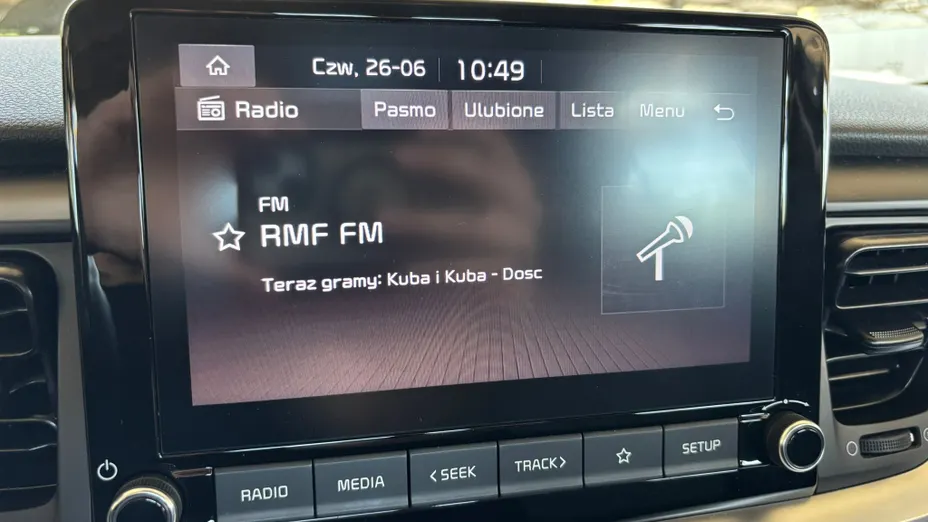 Czw, 26-06 10:49
Radio Pasmo Ulubione Lista Menu
FM
RMF FM
Teraz gramy: Kuba i Kuba - Dosc
RADIO MEDIA < SEEK TRACK > SETUP